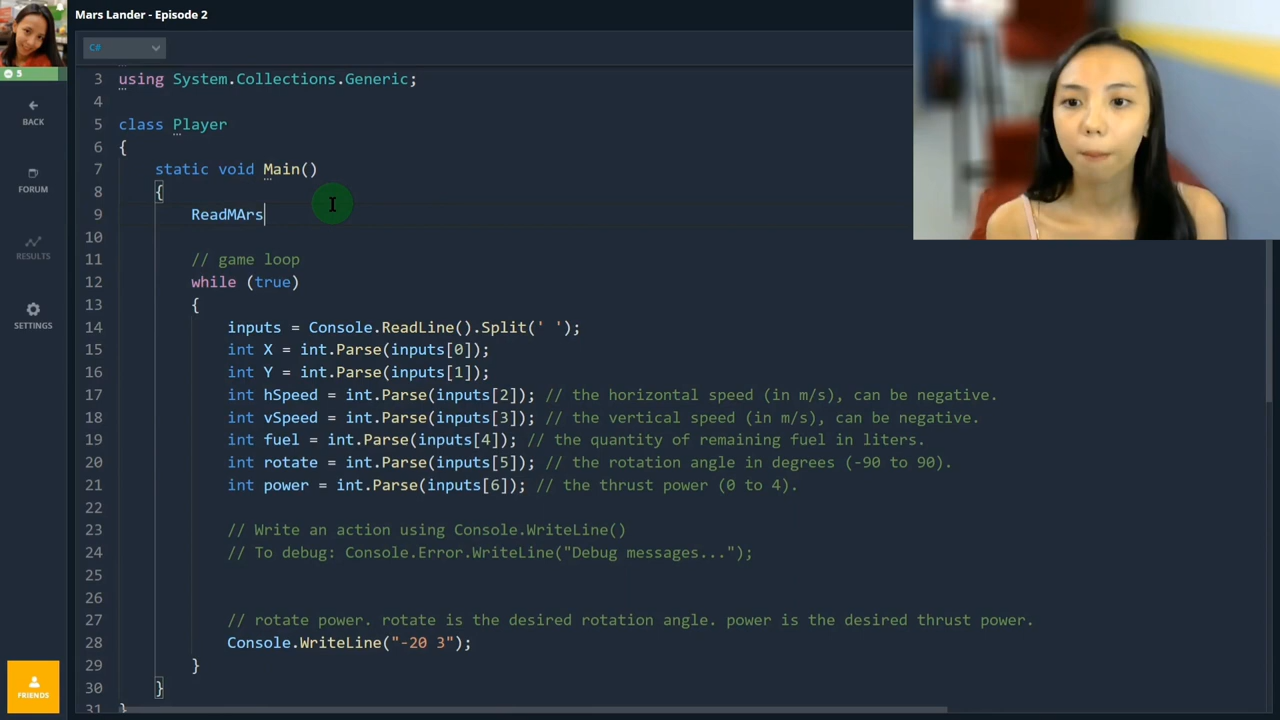 Mars Lander - Episode 2
5
C#
BACK
FORUM
RESULTS
SETTINGS
FRIENDS
3 using System.Collections.Generic;
4
5 class Player
6 {
7 static void Main()
8 {
9 ReadMArs
10
11 // game loop
12 while (true)
13 {
14 inputs = Console.ReadLine().Split(' ');
15 int X = int.Parse(inputs[0]);
16 int Y = int.Parse(inputs[1]);
17 int hSpeed = int.Parse(inputs[2]); // the horizontal speed (in m/s), can be negative.
18 int vSpeed = int.Parse(inputs[3]); // the vertical speed (in m/s), can be negative.
19 int fuel = int.Parse(inputs[4]); // the quantity of remaining fuel in liters.
20 int rotate = int.Parse(inputs[5]); // the rotation angle in degrees (-90 to 90).
21 int power = int.Parse(inputs[6]); // the thrust power (0 to 4).
22
23 // Write an action using Console.WriteLine()
24 // To debug: Console.Error.WriteLine("Debug messages...");
25
26
27 // rotate power. rotate is the desired rotation angle. power is the desired thrust power.
28 Console.WriteLine("-20 3");
29 }
30 }
31 }